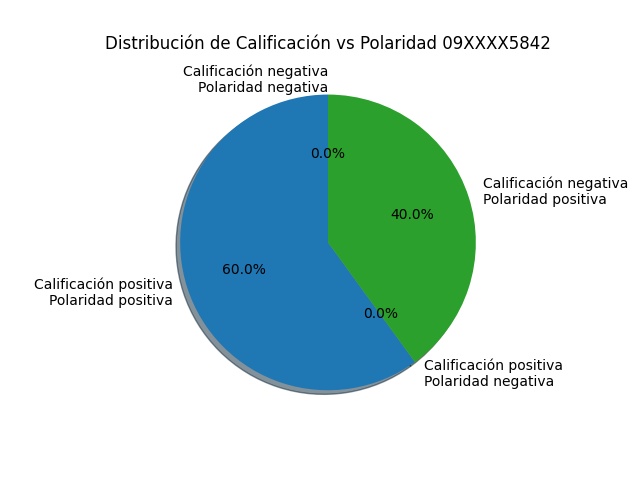 Distribución de Calificación vs Polaridad 09XXXX5842
Calificación negativa
Polaridad negativa
0.0%
Calificación negativa
Polaridad positiva
40.0%
60.0%
Calificación positiva
Polaridad positiva
0.0%
Calificación positiva
Polaridad negativa